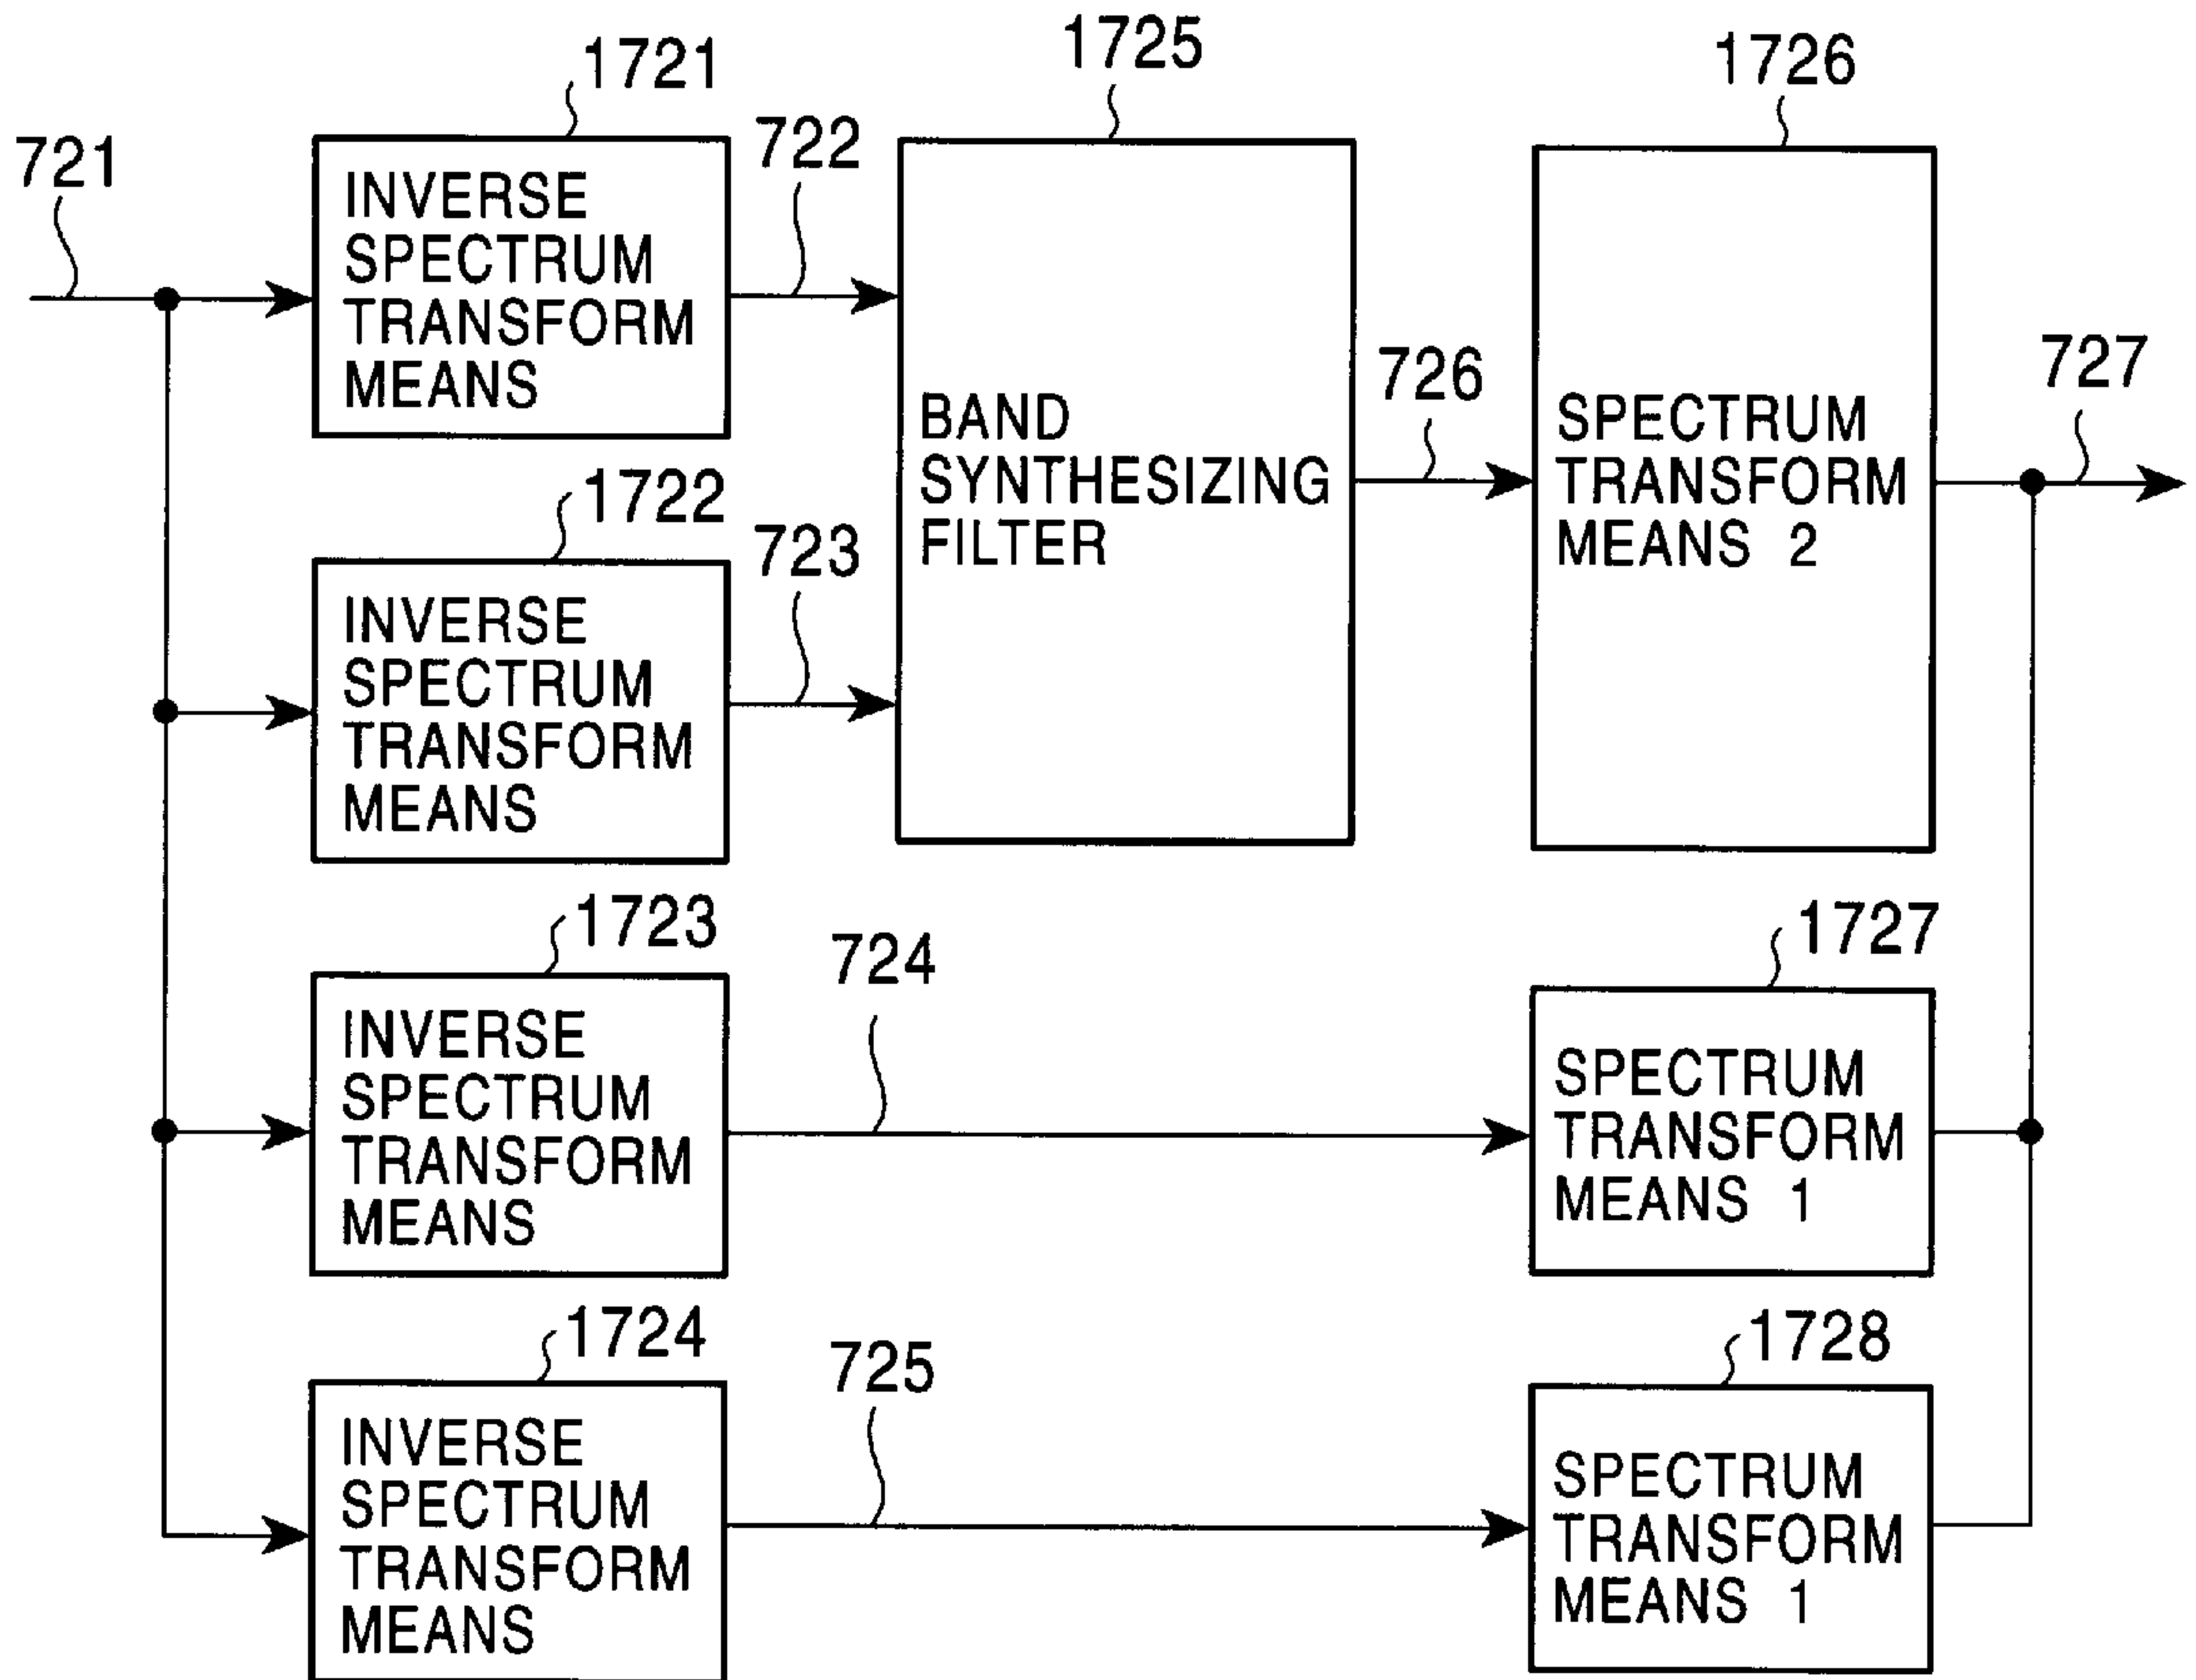 1721
1725
1726
721
722
INVERSE
SPECTRUM
TRANSFORM
MEANS
727
726
BAND
SYNTHESIZING
FILTER
SPECTRUM
TRANSFORM
MEANS 2
1722
723
INVERSE
SPECTRUM
TRANSFORM
MEANS
1723
724
1727
INVERSE
SPECTRUM
TRANSFORM
MEANS
SPECTRUM
TRANSFORM
MEANS 1
1724
725
1728
INVERSE
SPECTRUM
TRANSFORM
MEANS
SPECTRUM
TRANSFORM
MEANS 1